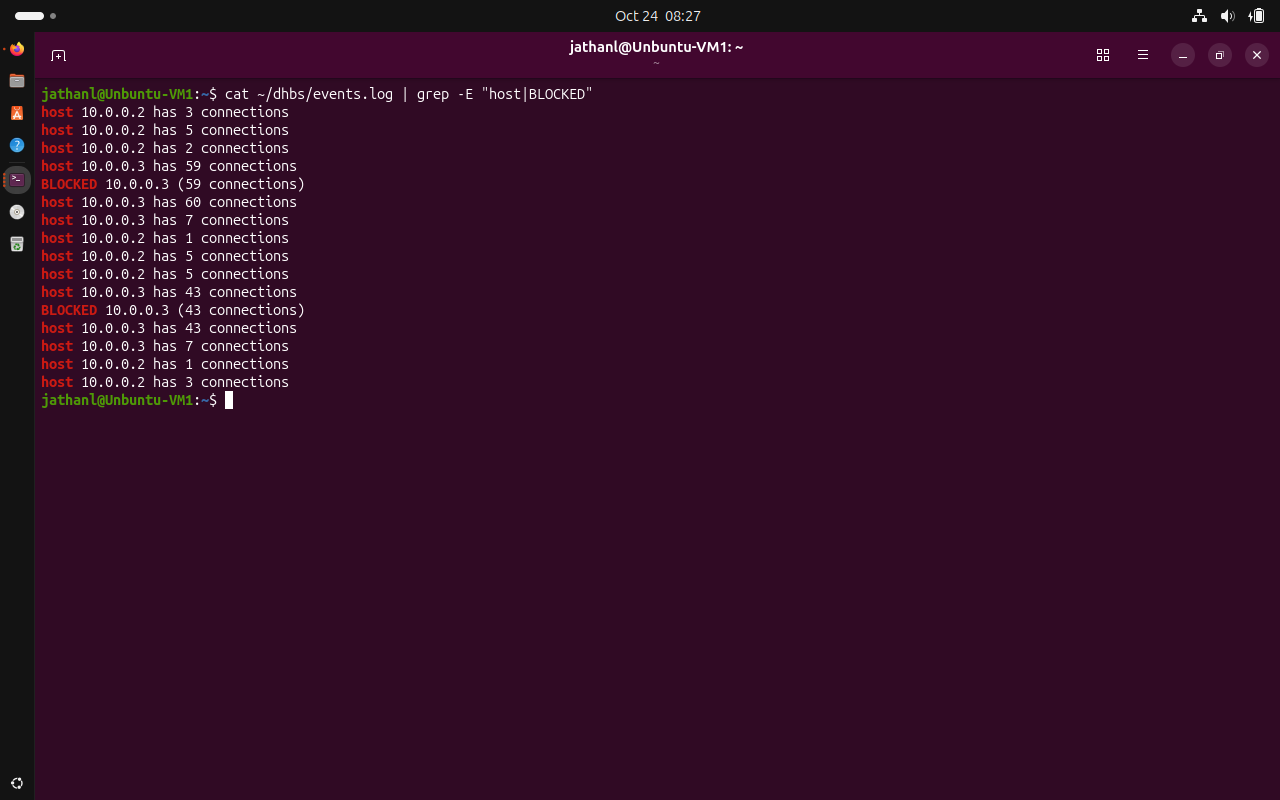 Oct 24 08:27
jathanl@Unbuntu-VM1: ~
~
jathanl@Unbuntu-VM1:~$ cat ~/dhbs/events.log | grep -E "host|BLOCKED"
host 10.0.0.2 has 3 connections
host 10.0.0.2 has 5 connections
host 10.0.0.2 has 2 connections
host 10.0.0.3 has 59 connections
BLOCKED 10.0.0.3 (59 connections)
host 10.0.0.3 has 60 connections
host 10.0.0.3 has 7 connections
host 10.0.0.2 has 1 connections
host 10.0.0.2 has 5 connections
host 10.0.0.2 has 5 connections
host 10.0.0.3 has 43 connections
BLOCKED 10.0.0.3 (43 connections)
host 10.0.0.3 has 43 connections
host 10.0.0.3 has 7 connections
host 10.0.0.2 has 1 connections
host 10.0.0.2 has 3 connections
jathanl@Unbuntu-VM1:~$